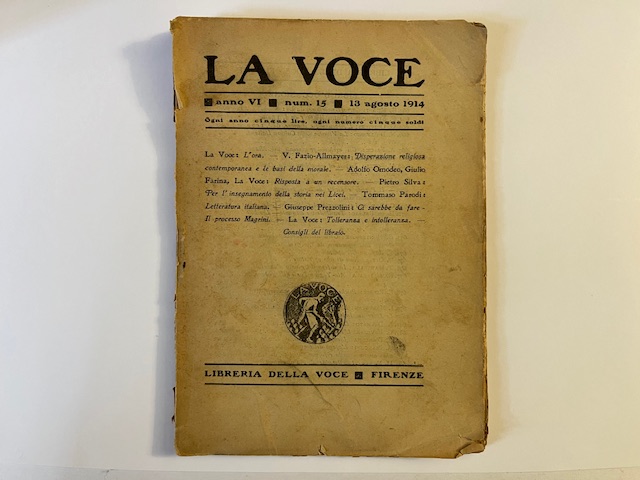 LA VOCE
anno VI ■ num. 15 ■ 13 agosto 1914
Ogni anno cinque lire, ogni numero cinque soldi
La Voce: L'ora. — V. Fazio-Allmayer: Disperazione religiosa
contemporanea e le basi della morale. — Adolfo Omodeo, Giulio
Farina, La Voce: Risposta a un recensore. — Pietro Silva:
Per l'insegnamento della storia nei Licei. — Tommaso Parodi:
Letteratura italiana. — Giuseppe Prezzolini: Ci sarebbe da fare -
Il processo Magrini. — La Voce: Tolleranza e intolleranza. —
Consigli del libraio.
LA VOCE
LIBRERIA DELLA VOCE ■ FIRENZE